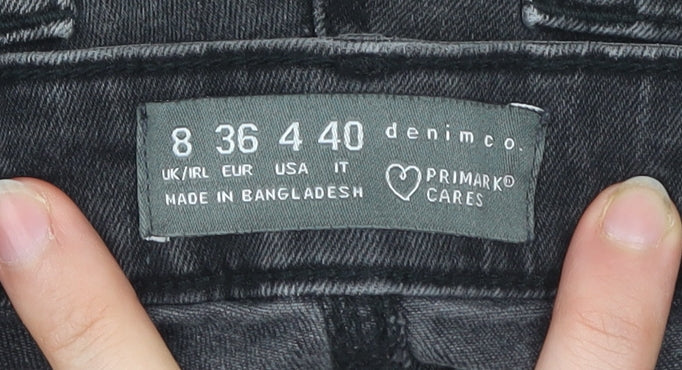 8 36 4 40 denimco.
UK/IRL EUR USA IT
MADE IN BANGLADESH
PRIMARK®
CARES